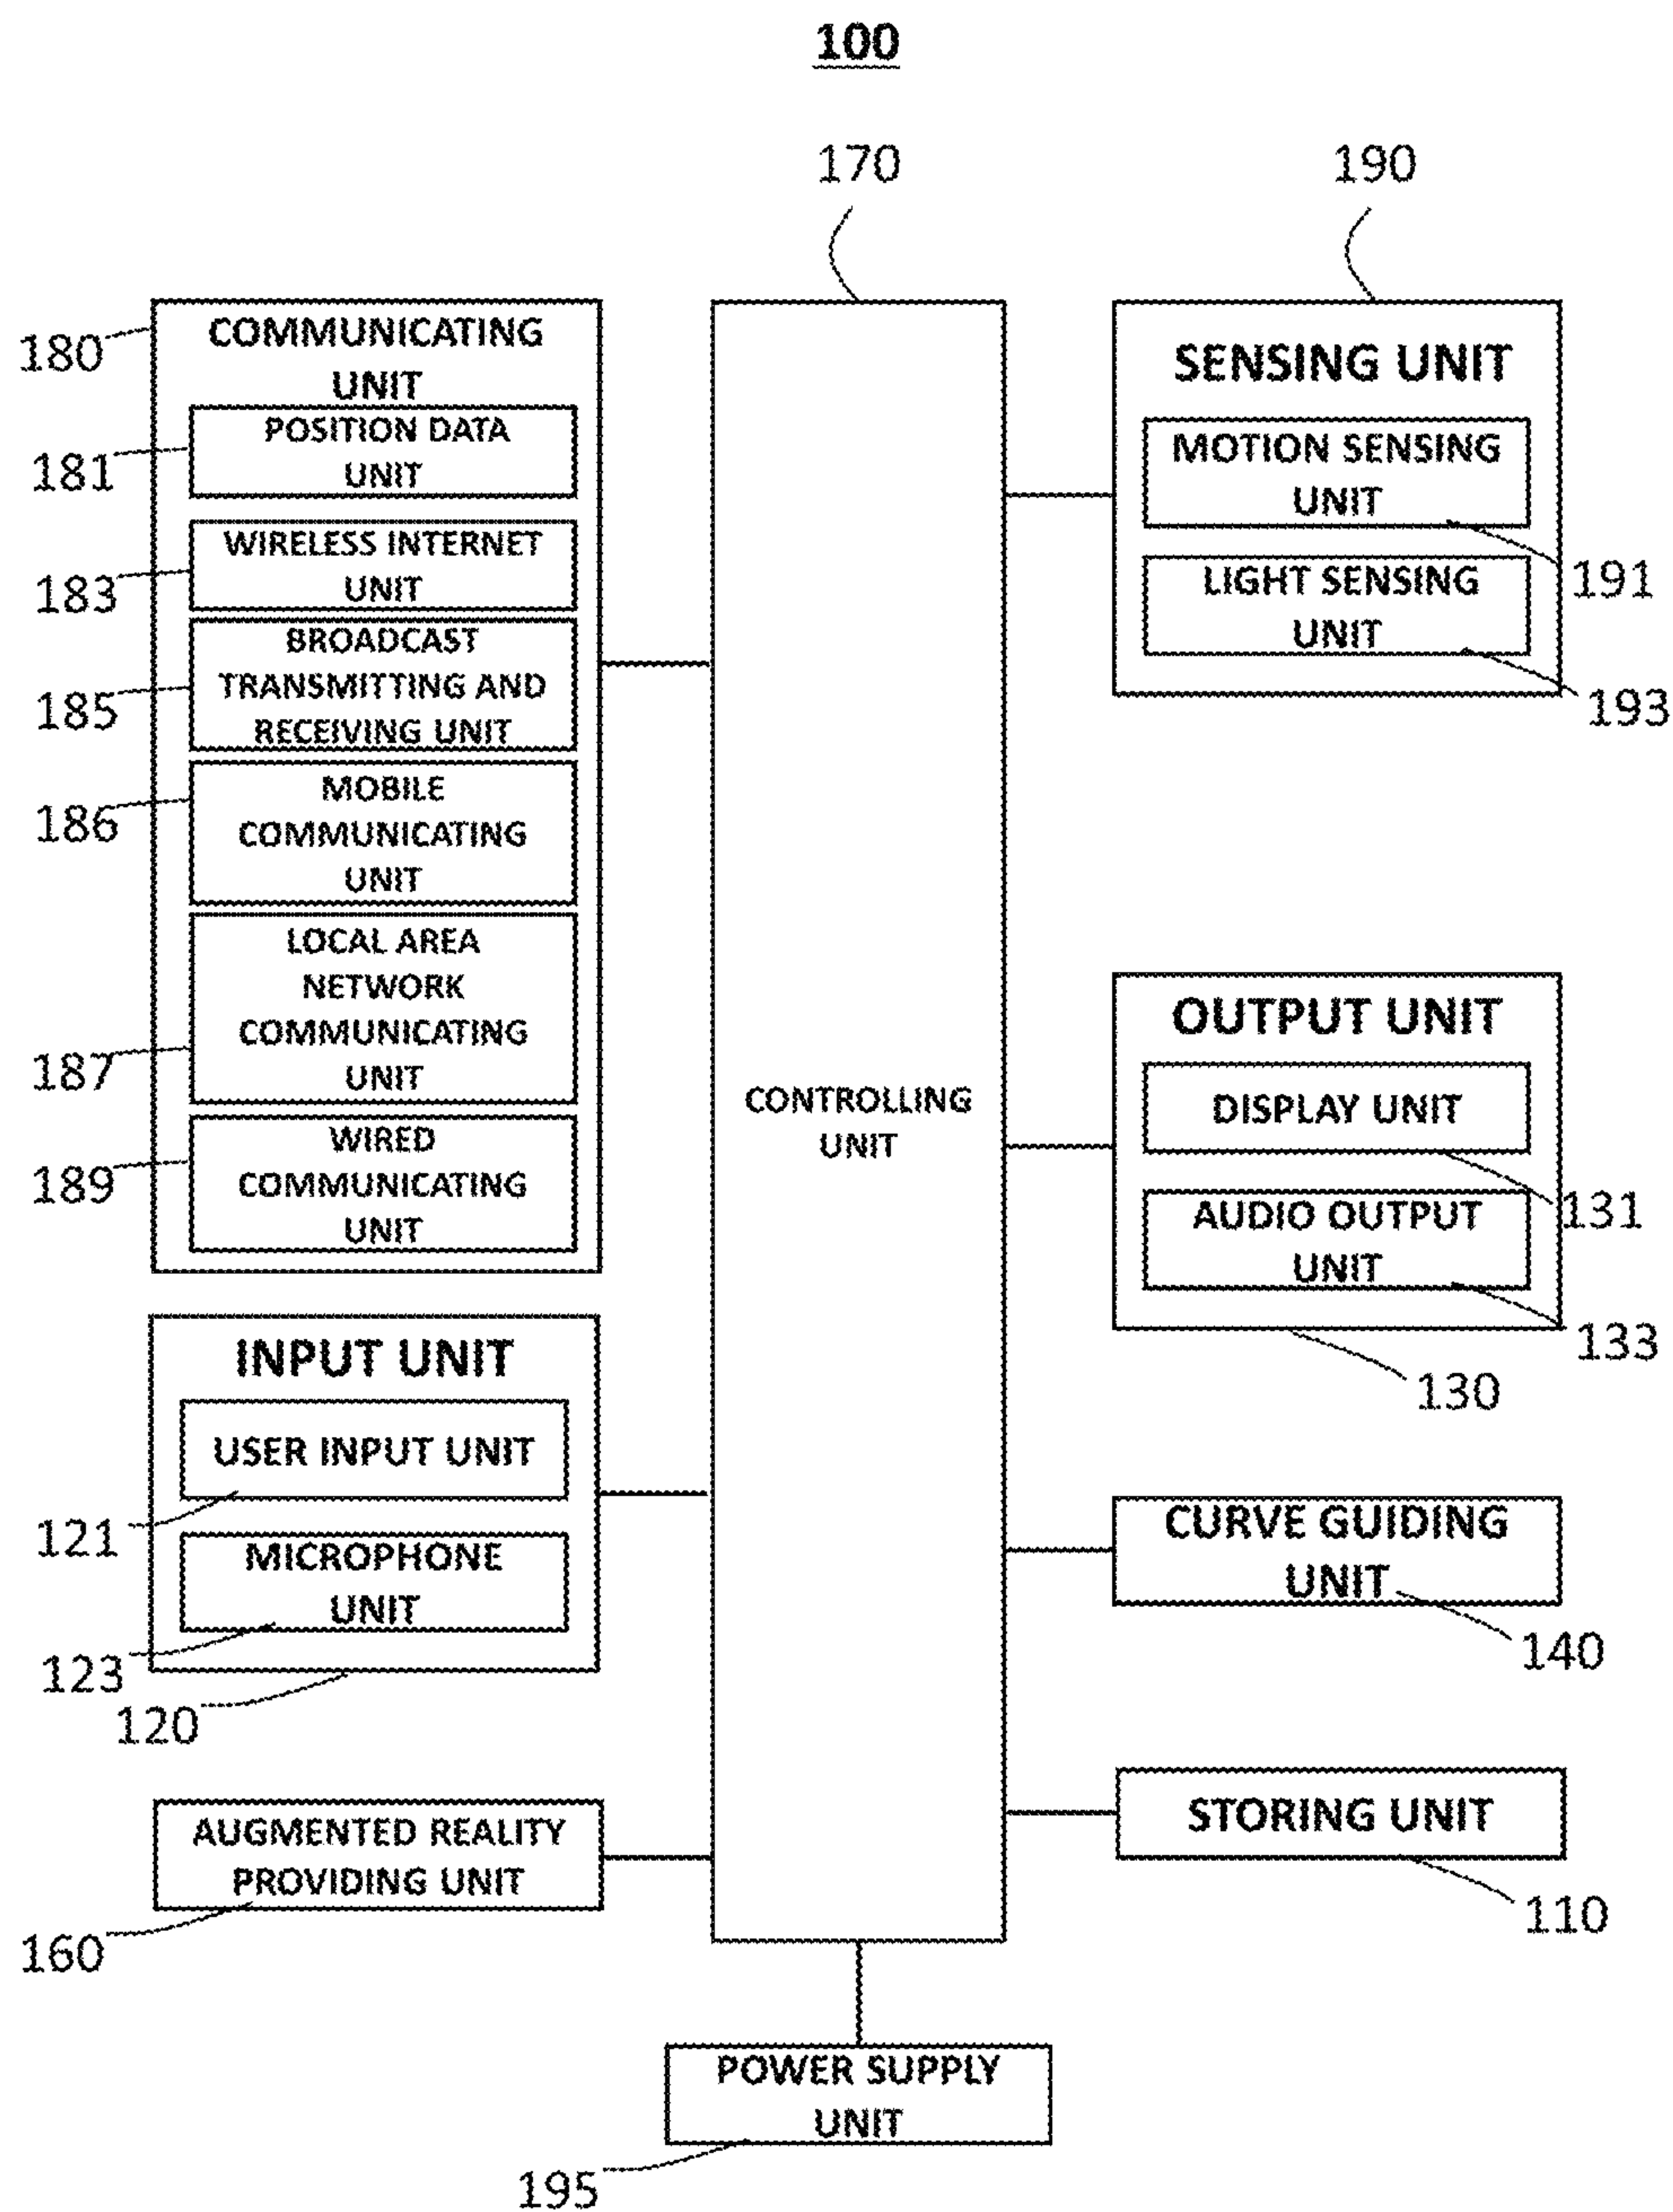 100
170
190
180
COMMUNICATING
UNIT
181
POSITION DATA
UNIT
183
WIRELESS INTERNET
UNIT
185
BROADCAST
TRANSMITTING AND
RECEIVING UNIT
186
MOBILE
COMMUNICATING
UNIT
187
LOCAL AREA
NETWORK
COMMUNICATING
UNIT
189
WIRED
COMMUNICATING
UNIT
INPUT UNIT
USER INPUT UNIT
121
MICROPHONE
UNIT
123
120
AUGMENTED REALITY
PROVIDING UNIT
160
CONTROLLING
UNIT
SENSING UNIT
MOTION SENSING
UNIT
191
LIGHT SENSING
UNIT
193
OUTPUT UNIT
DISPLAY UNIT
131
AUDIO OUTPUT
UNIT
133
130
CURVE GUIDING
UNIT
140
STORING UNIT
110
POWER SUPPLY
UNIT
195